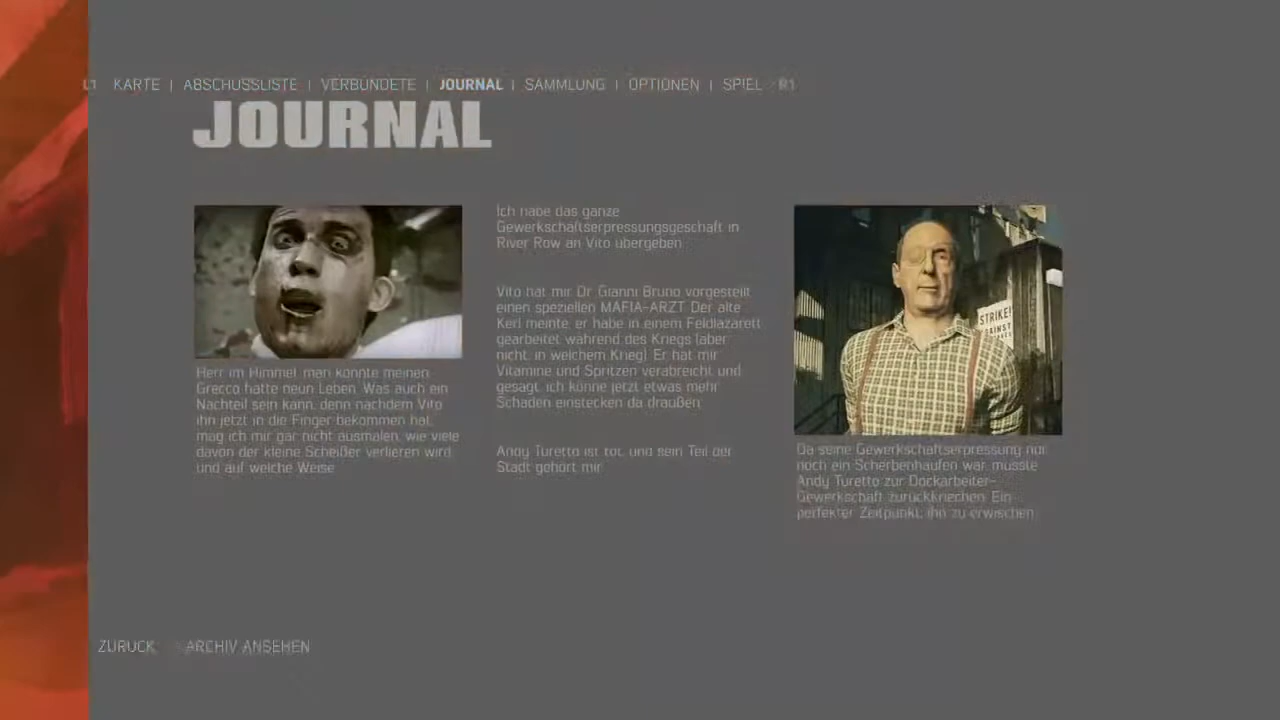 L1 KARTE | ABSCHUSSLISTE | VERBÜNDETE | JOURNAL | SAMMLUNG | OPTIONEN | SPIEL R1
JOURNAL
Herr im Himmel, man könnte meinen,
Grecco hätte neun Leben. Was auch ein
Nachteil sein kann, denn nachdem Vito
ihn jetzt in die Finger bekommen hat,
mag ich mir gar nicht ausmalen, wie viele
davon der kleine Scheißer verlieren wird
und auf welche Weise.
Ich habe das ganze
Gewerkschaftserpressungsgeschäft in
River Row an Vito übergeben.
Vito hat mir Dr. Gianni Bruno vorgestellt,
einen speziellen MAFIA-ARZT. Der alte
Kerl meinte, er habe in einem Feldlazarett
gearbeitet während des Kriegs (aber
nicht, in welchem Krieg). Er hat mir
Vitamine und Spritzen verabreicht und
gesagt, ich könne jetzt etwas mehr
Schaden einstecken da draußen.
Andy Turetto ist tot, und sein Teil der
Stadt gehört mir.
STRIKE!
AGAINST
Da seine Gewerkschaftserpressung nur
noch ein Scherbenhaufen war, musste
Andy Turetto zur Dockarbeiter-
Gewerkschaft zurückkriechen. Ein
perfekter Zeitpunkt, ihn zu erwischen.
ZURÜCK ARCHIV ANSEHEN